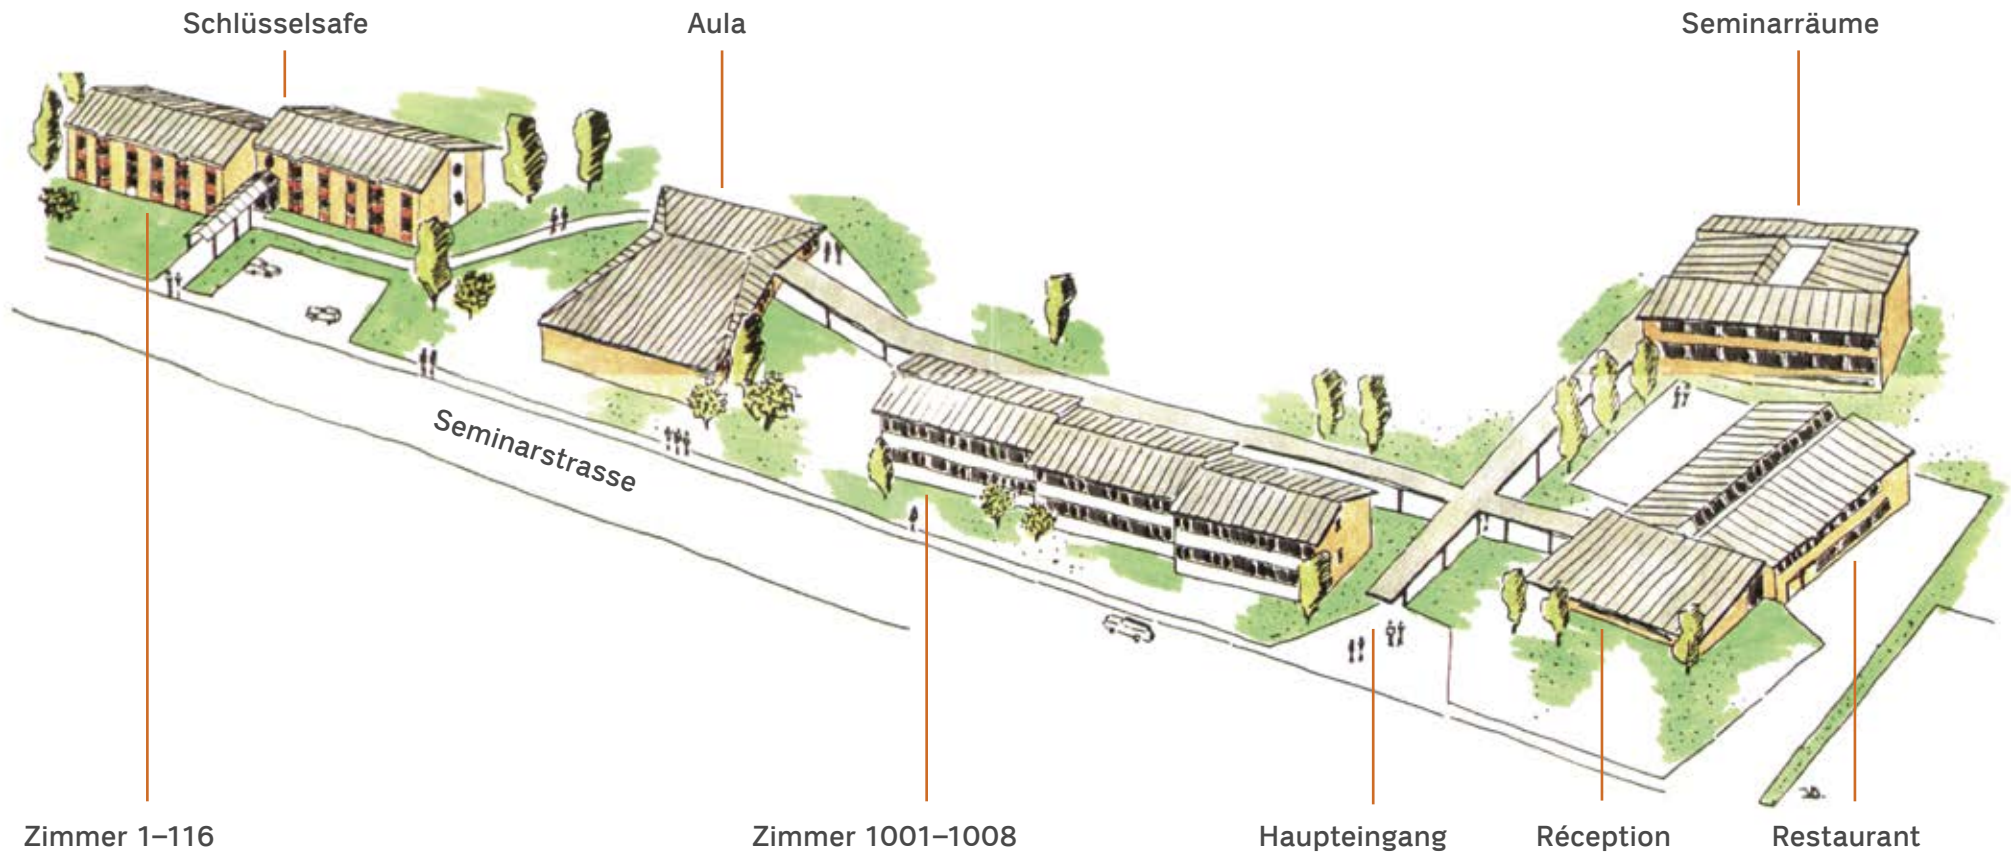 Schlüsselsafe
Aula
Seminarräume
Seminarstrasse
Zimmer 1–116
Zimmer 1001–1008
Haupteingang
Réception
Restaurant